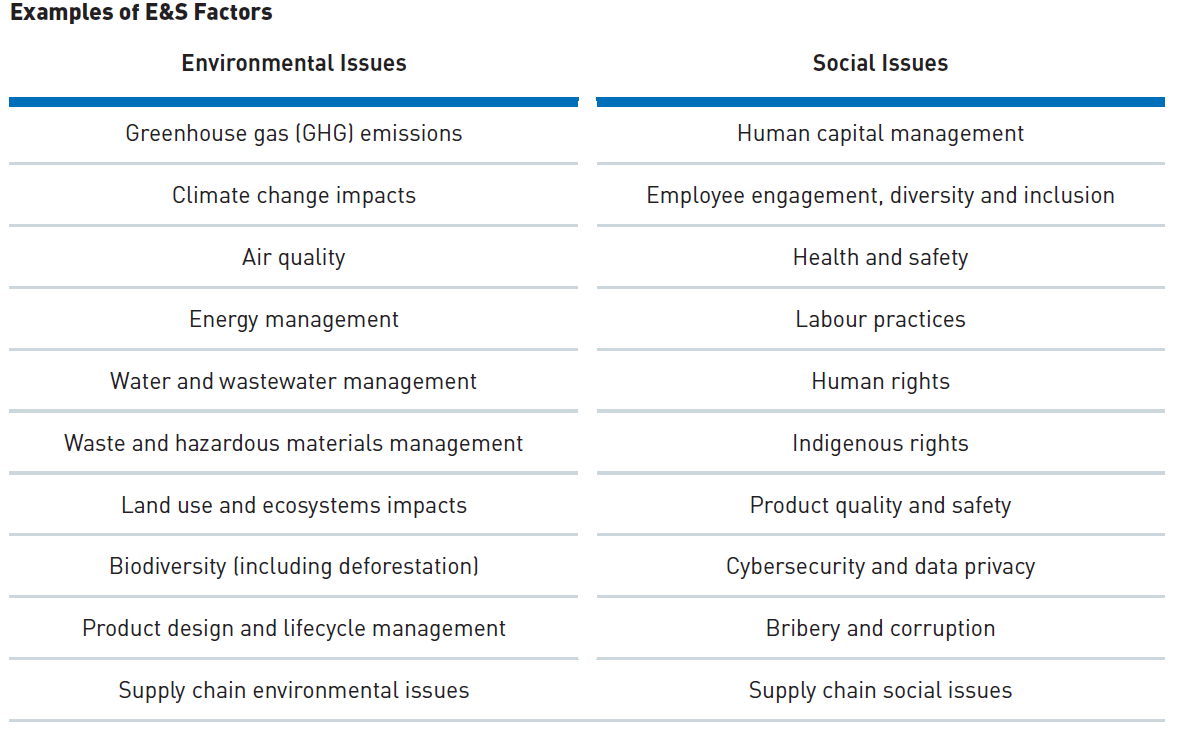 Examples of E&S Factors
Environmental Issues
Social Issues
Greenhouse gas (GHG) emissions
Human capital management
Climate change impacts
Employee engagement, diversity and inclusion
Air quality
Health and safety
Energy management
Labour practices
Water and wastewater management
Human rights
Waste and hazardous materials management
Indigenous rights
Land use and ecosystems impacts
Product quality and safety
Biodiversity (including deforestation)
Cybersecurity and data privacy
Product design and lifecycle management
Bribery and corruption
Supply chain environmental issues
Supply chain social issues